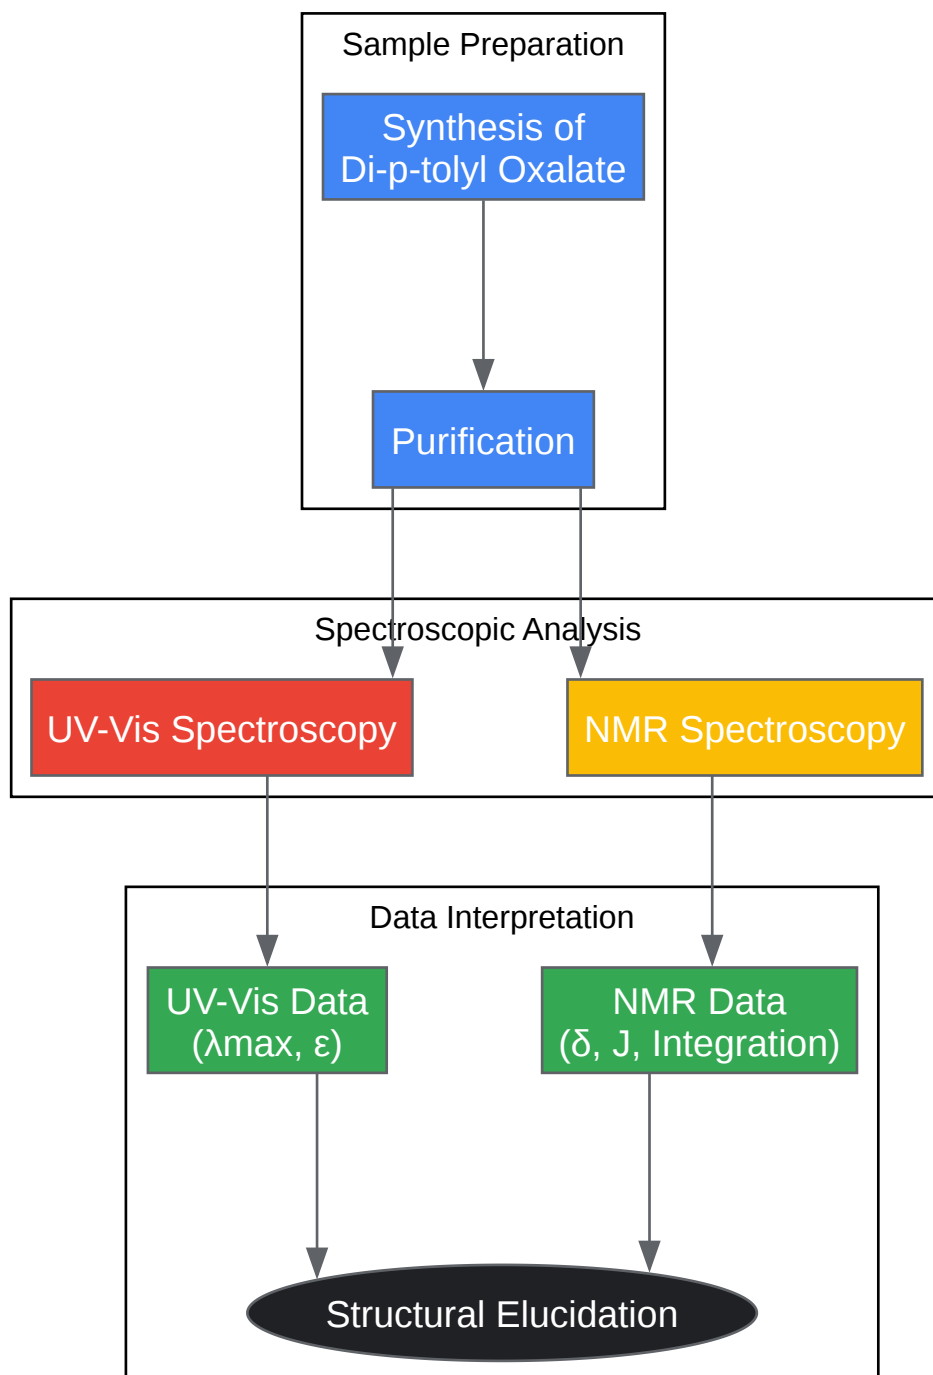 Sample Preparation
Synthesis of
Di-p-tolyl Oxalate
Purification
Spectroscopic Analysis
UV-Vis Spectroscopy
NMR Spectroscopy
Data Interpretation
UV-Vis Data
(λmax, ε)
NMR Data
(δ, J, Integration)
Structural Elucidation